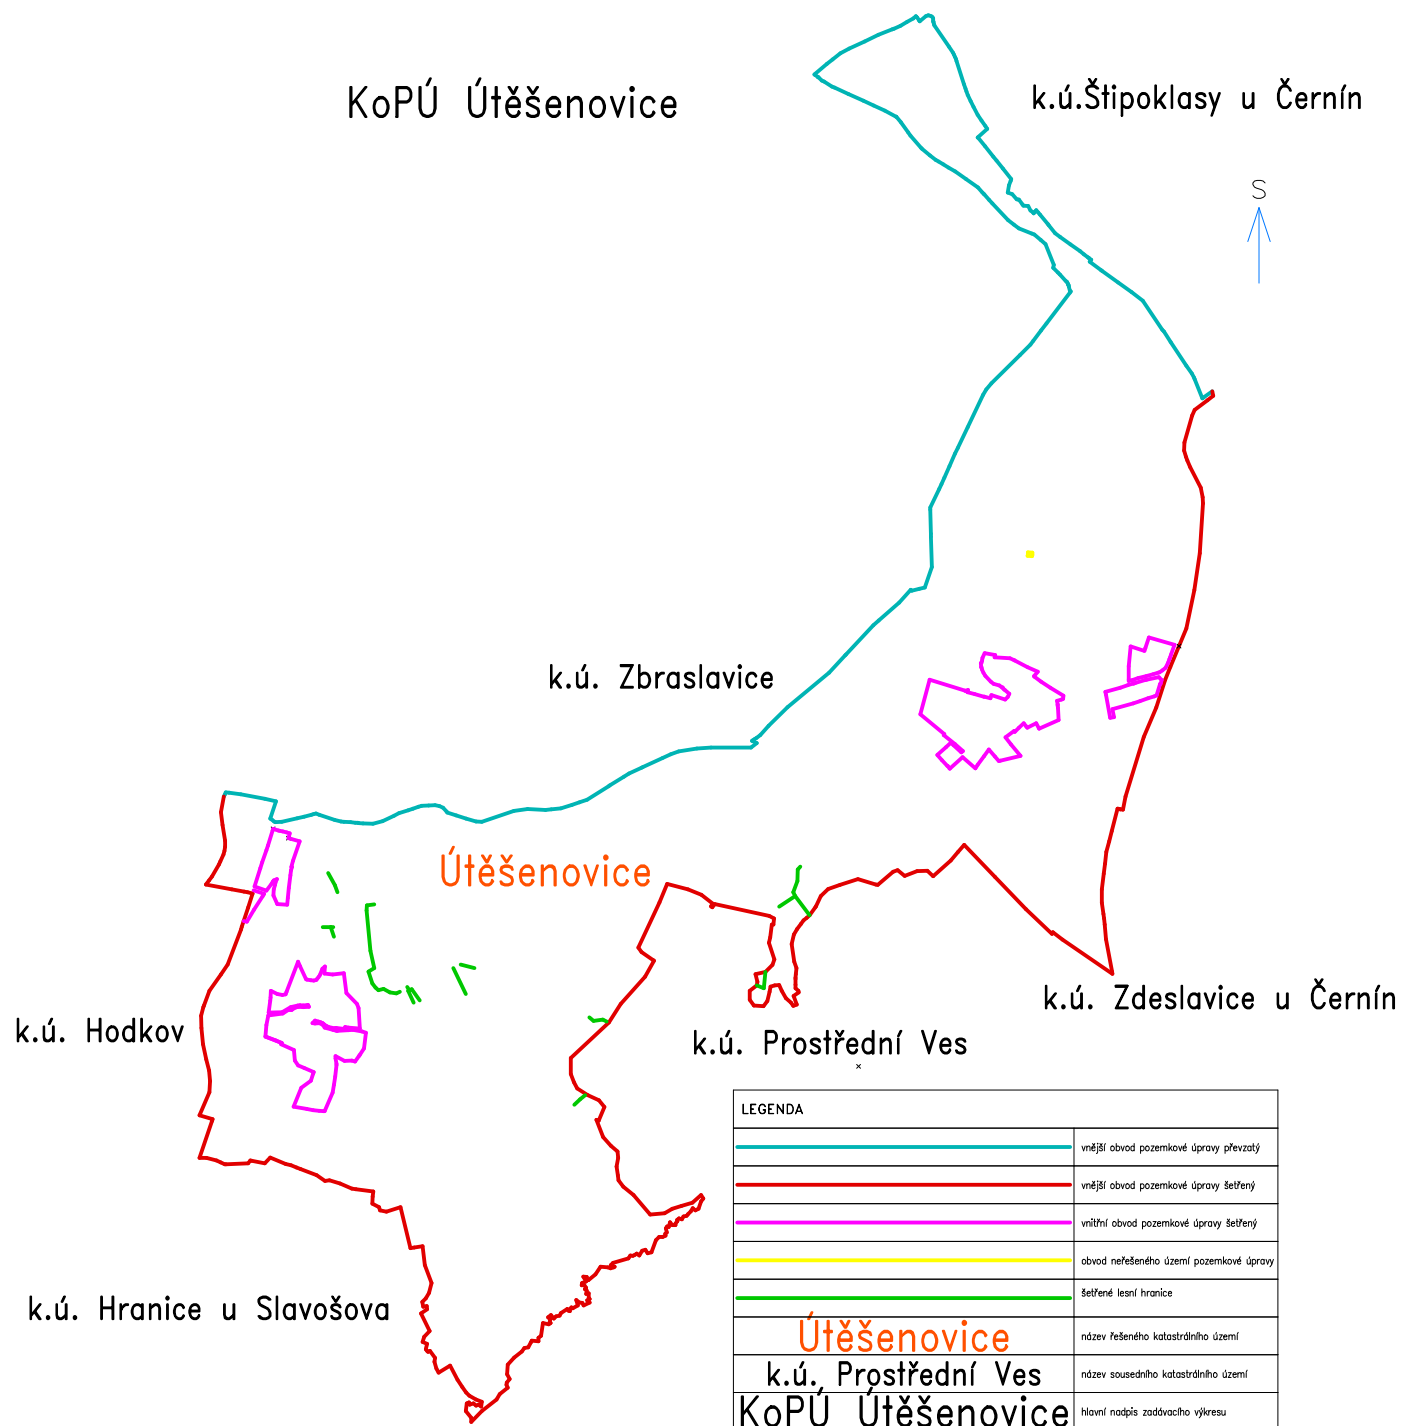 KoPÚ Útěšenovice
k.ú.Štipoklasy u Černín
S
k.ú. Zbraslavice
Útěšenovice
k.ú. Hodkov
k.ú. Zdeslavice u Černín
k.ú. Prostřední Ves
k.ú. Hranice u Slavošova
LEGENDA
vnější obvod pozemkové úpravy převzatý
vnější obvod pozemkové úpravy šetřený
vnitřní obvod pozemkové úpravy šetřený
obvod neřešeného území pozemkové úpravy
šetřené lesní hranice
Útěšenovice název řešeného katastrálního území
k.ú. Prostřední Ves název sousedního katastrálního území
KoPÚ Útěšenovice hlavní nadpis zadávacího výkresu